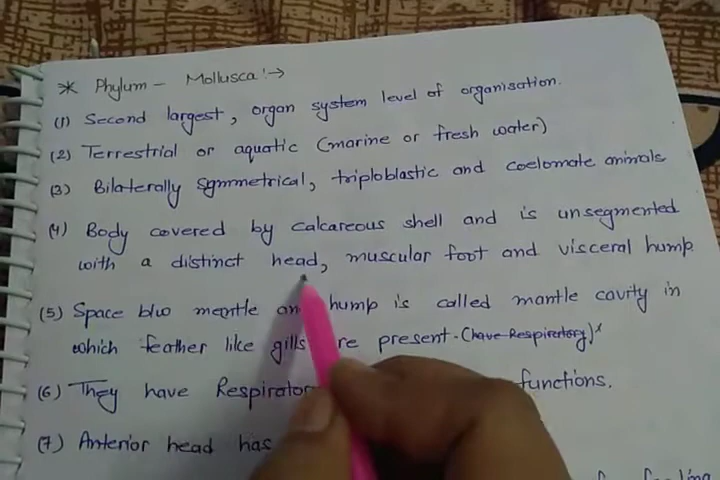 * Phylum - Mollusca :→
(1) Second largest, organ system level of organisation.
(2) Terrestrial or aquatic (marine or fresh water)
(3) Bilaterally symmetrical, triploblastic and coelomate animals
(4) Body covered by calcareous shell and is unsegmented
with a distinct head, muscular foot and visceral hump
(5) Space b/w mantle an hump is called mantle cavity in
which feather like gills re present. (have Respiratory)x
(6) They have Respirator functions.
(7) Anterior head has